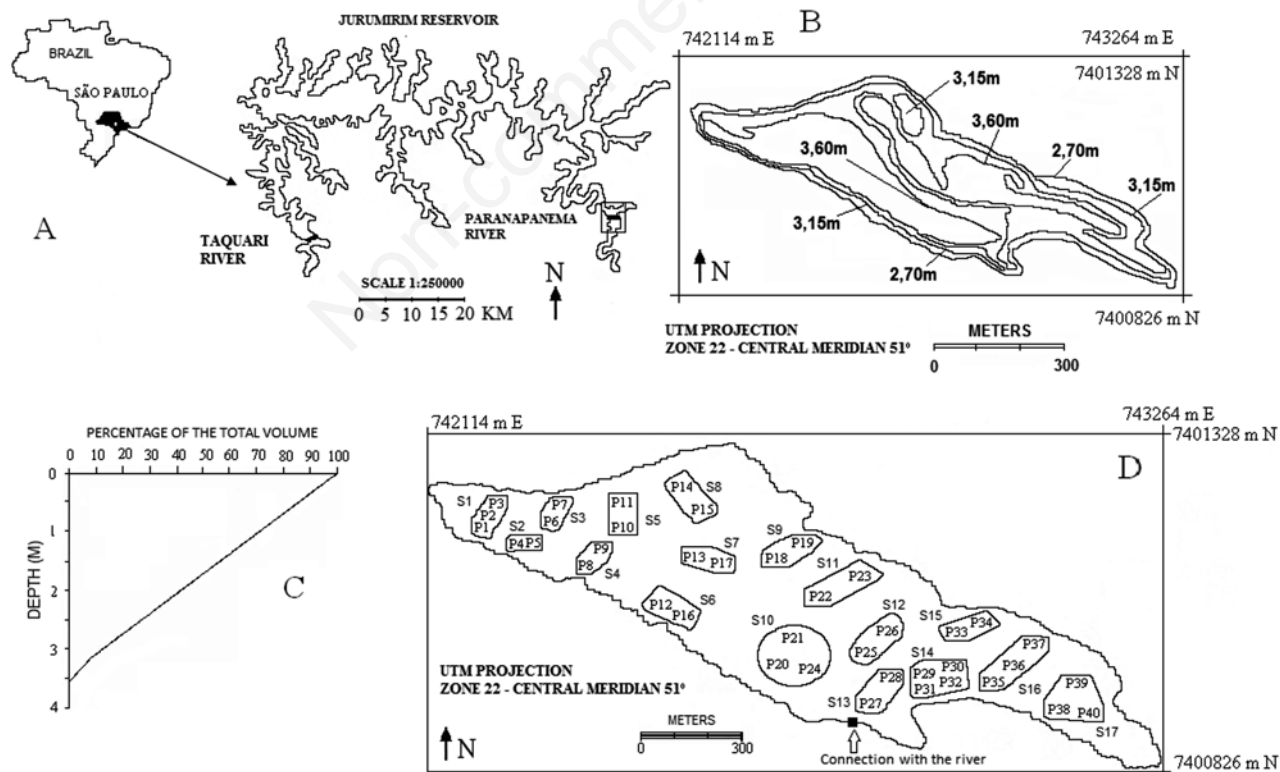 Non-comme
JURUMIRIM RESERVOIR
BRAZIL
SÃO PAULO
A
TAQUARI
RIVER
PARANAPANEMA
RIVER
SCALE 1:250000
0 5 10 15 20 KM
N
B
742114 m E
743264 m E
7401328 m N
3,15m
3,60m
3,60m
2,70m
3,15m
3,15m
2,70m
N
7400826 m N
UTM PROJECTION
ZONE 22 - CENTRAL MERIDIAN 51º
METERS
0 300
PERCENTAGE OF THE TOTAL VOLUME
0 10 20 30 40 50 60 70 80 90 100
0
1
2
3
4
DEPTH (M)
C
742114 m E
743264 m E
7401328 m N
D
S1 P3 P2 P1
S2 P4 P5
P7 P6 S3
P9 P8 S4
P11 P10 S5
P12 P16 S6
P13 P17 S7
P14 P15 S8
S9 P19 P18
S10 P21 P20 P24
S11 P23 P22
S12 P26 P25
S13 P28 P27
S14 P29 P30 P31 P32
S15 P34 P33
P37 P36 P35 S16
P39 P38 P40 S17
UTM PROJECTION
ZONE 22 - CENTRAL MERIDIAN 51º
N
METERS
0 300
Connection with the river
7400826 m N